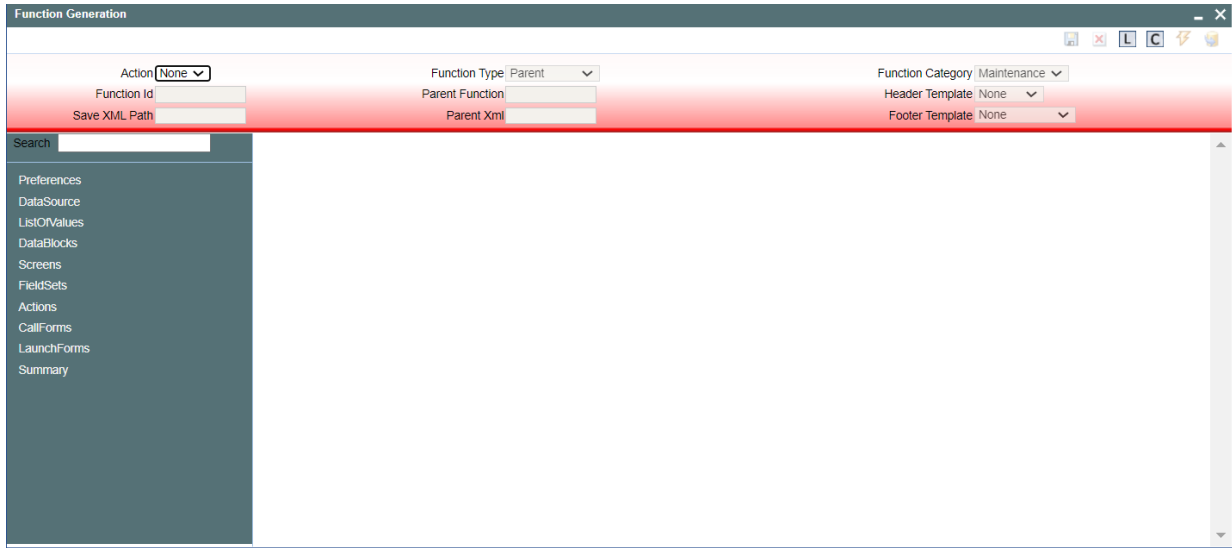 Function Generation
L C
Action None Function Type Parent Function Category Maintenance
Function Id Parent Function Header Template None
Save XML Path Parent Xml Footer Template None
Search
Preferences
DataSource
ListOfValues
DataBlocks
Screens
FieldSets
Actions
CallForms
LaunchForms
Summary